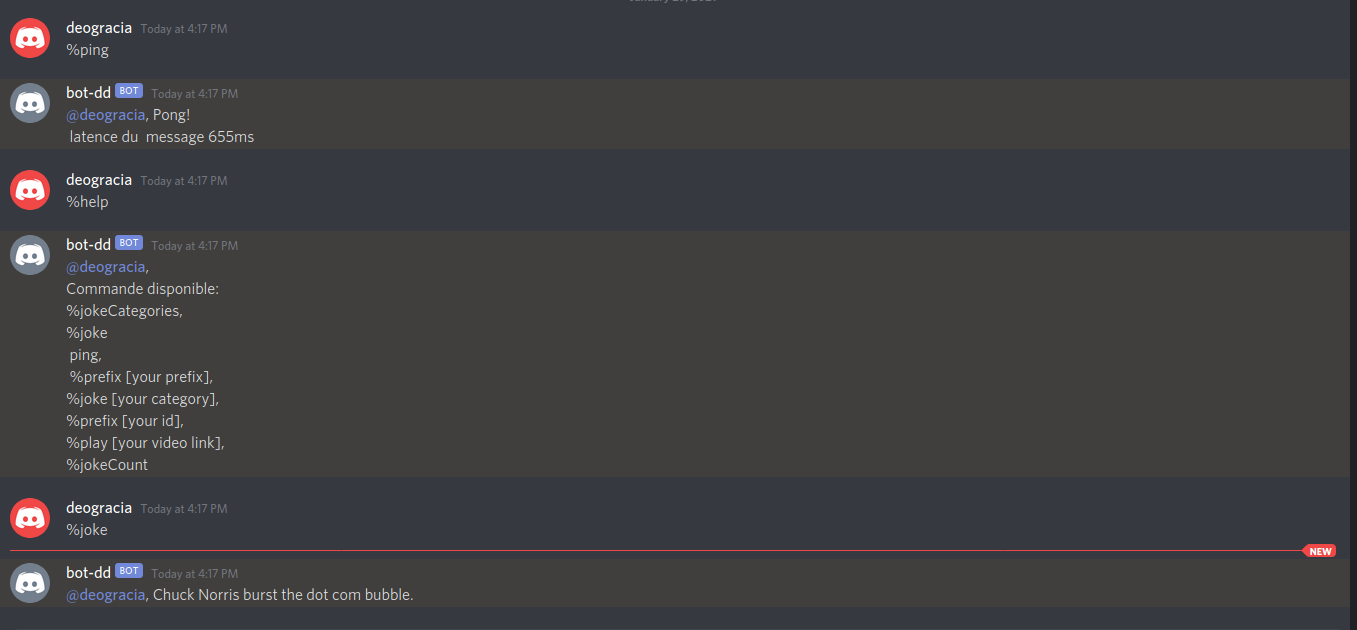 deogracia Today at 4:17 PM
%ping
bot-dd BOT Today at 4:17 PM
@deogracia, Pong!
latence du  message 655ms
deogracia Today at 4:17 PM
%help
bot-dd BOT Today at 4:17 PM
@deogracia,
Commande disponible:
%jokeCategories,
%joke
ping,
%prefix [your prefix],
%joke [your category],
%prefix [your id],
%play [your video link],
%jokeCount
deogracia Today at 4:17 PM
%joke
NEW
bot-dd BOT Today at 4:17 PM
@deogracia, Chuck Norris burst the dot com bubble.